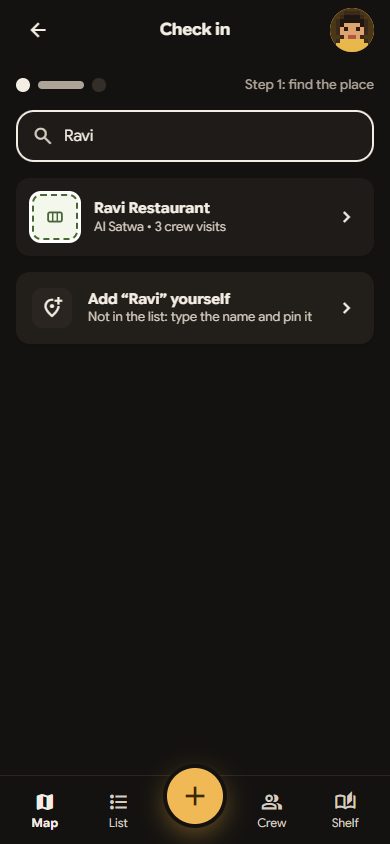 Check in
Step 1: find the place
Ravi
Ravi Restaurant
Al Satwa • 3 crew visits
Add “Ravi” yourself
Not in the list: type the name and pin it
Map
List
Crew
Shelf